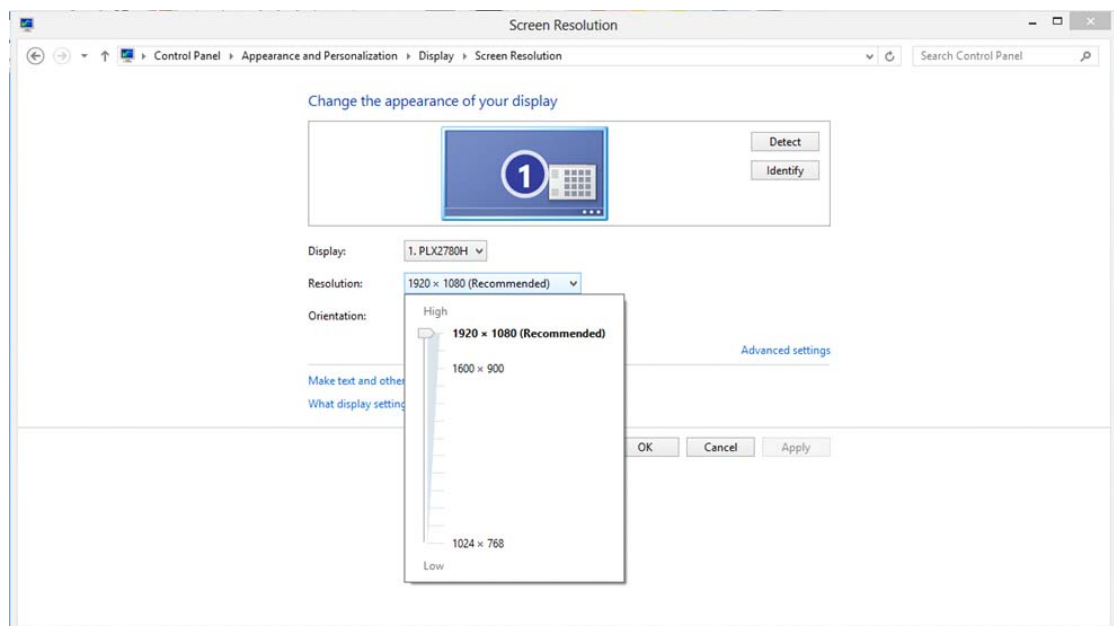 Screen Resolution
Control Panel Appearance and Personalization Display Screen Resolution
Search Control Panel
Change the appearance of your display
1
Detect
Identify
Display: 1. PLX2780H
Resolution: 1920 × 1080 (Recommended)
Orientation:
High
1920 × 1080 (Recommended)
Advanced settings
1600 × 900
Make text and other
What display setting
OK Cancel Apply
1024 × 768
Low